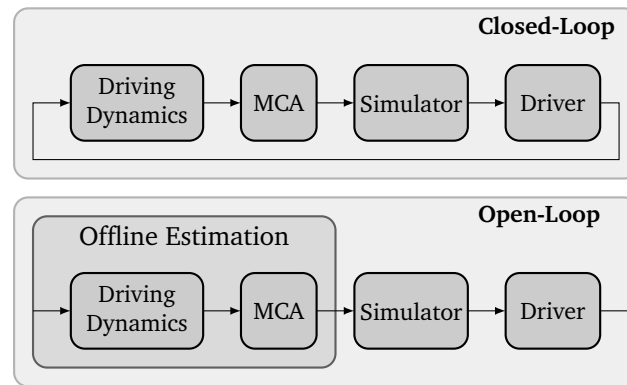 Closed-Loop
Driving
Dynamics
MCA
Simulator
Driver
Open-Loop
Offline Estimation
Driving
Dynamics
MCA
Simulator
Driver